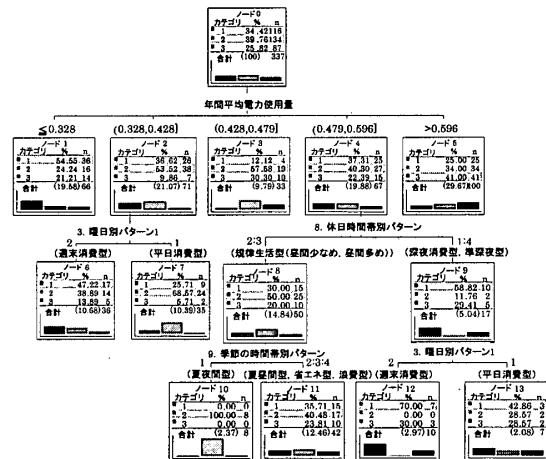 ノード0
カテゴリ % n
1 34.42 116
2 39.76 134
3 25.82 87
合計 (100) 337
年間平均電力使用量
≦0.328
(0.328,0.428]
(0.428,0.479]
(0.479,0.596]
>0.596
ノード 1
カテゴリ % n
1 54.55 36
2 24.24 16
3 21.21 14
合計 (19.58) 66
ノード 2
カテゴリ % n
1 36.62 26
2 53.52 38
3 9.86 7
合計 (21.07) 71
ノード 3
カテゴリ % n
1 12.12 4
2 57.58 19
3 30.30 10
合計 (9.79) 33
ノード 4
カテゴリ % n
1 37.31 25
2 40.30 27
3 22.39 15
合計 (19.88) 67
ノード 5
カテゴリ % n
1 25.00 25
2 34.00 34
3 41.00 41
合計 (29.67) 100
3. 曜日別パターン1
8. 休日時間帯別パターン
2
(週末消費型)
1
(平日消費型)
2:3
(規律生活型(昼間少なめ, 昼間多め))
1:4
(深夜消費型, 準深夜型)
ノード 6
カテゴリ % n
1 47.22 17
2 38.89 14
3 13.89 5
合計 (10.68) 36
ノード 7
カテゴリ % n
1 25.71 9
2 68.57 24
3 5.71 2
合計 (10.39) 35
ノード 8
カテゴリ % n
1 30.00 15
2 50.00 25
3 20.00 10
合計 (14.84) 50
ノード 9
カテゴリ % n
1 58.82 10
2 11.76 2
3 29.41 5
合計 (5.04) 17
9. 季節の時間帯別パターン
3. 曜日別パターン1
1
(夏夜間型)
2:3:4
(夏昼間型, 省エネ型, 浪費型)
2
(週末消費型)
1
(平日消費型)
ノード 10
カテゴリ % n
1 0.00 0
2 100.00 8
3 0.00 0
合計 (2.37) 8
ノード 11
カテゴリ % n
1 35.71 15
2 40.48 17
3 23.81 10
合計 (12.46) 42
ノード 12
カテゴリ % n
1 70.00 7
2 0.00 0
3 30.00 3
合計 (2.97) 10
ノード 13
カテゴリ % n
1 42.86 3
2 28.57 2
3 28.57 2
合計 (2.08) 7